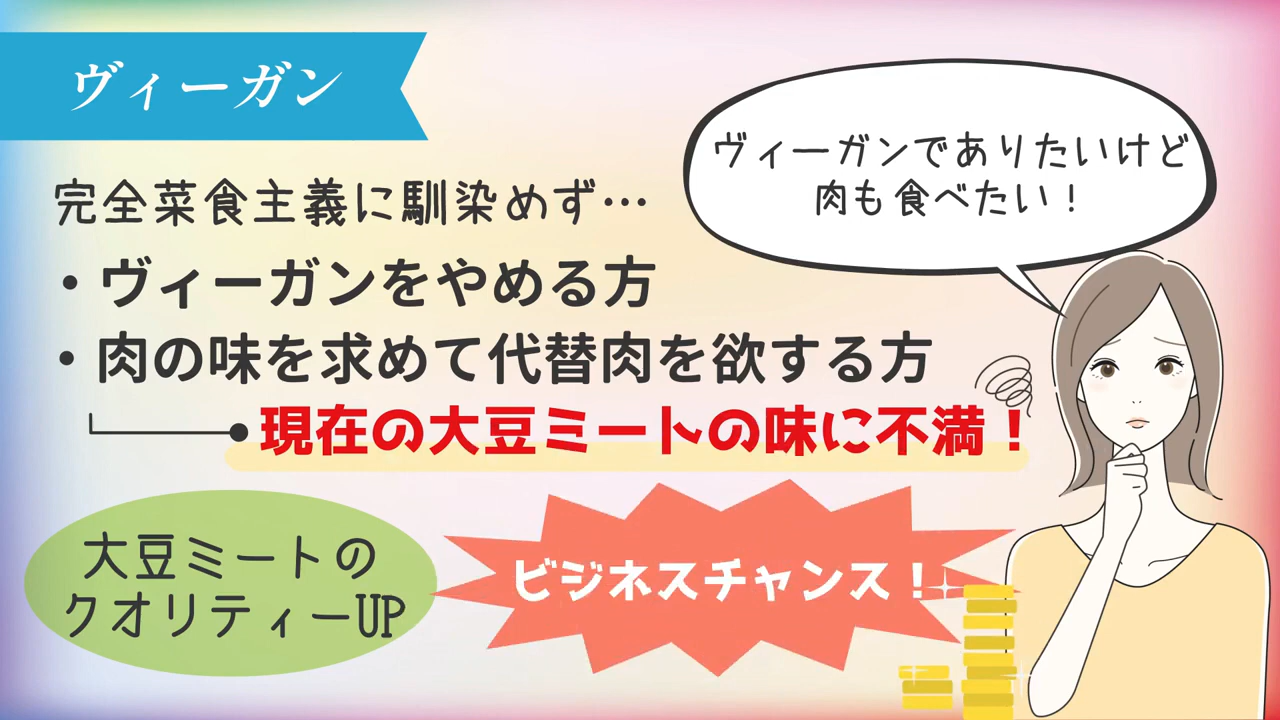 ヴィーガン
ヴィーガンでありたいけど
肉も食べたい！
完全菜食主義に馴染めず…
・ヴィーガンをやめる方
・肉の味を求めて代替肉を欲する方
現在の大豆ミートの味に不満！
大豆ミートの
クオリティーUP
ビジネスチャンス！